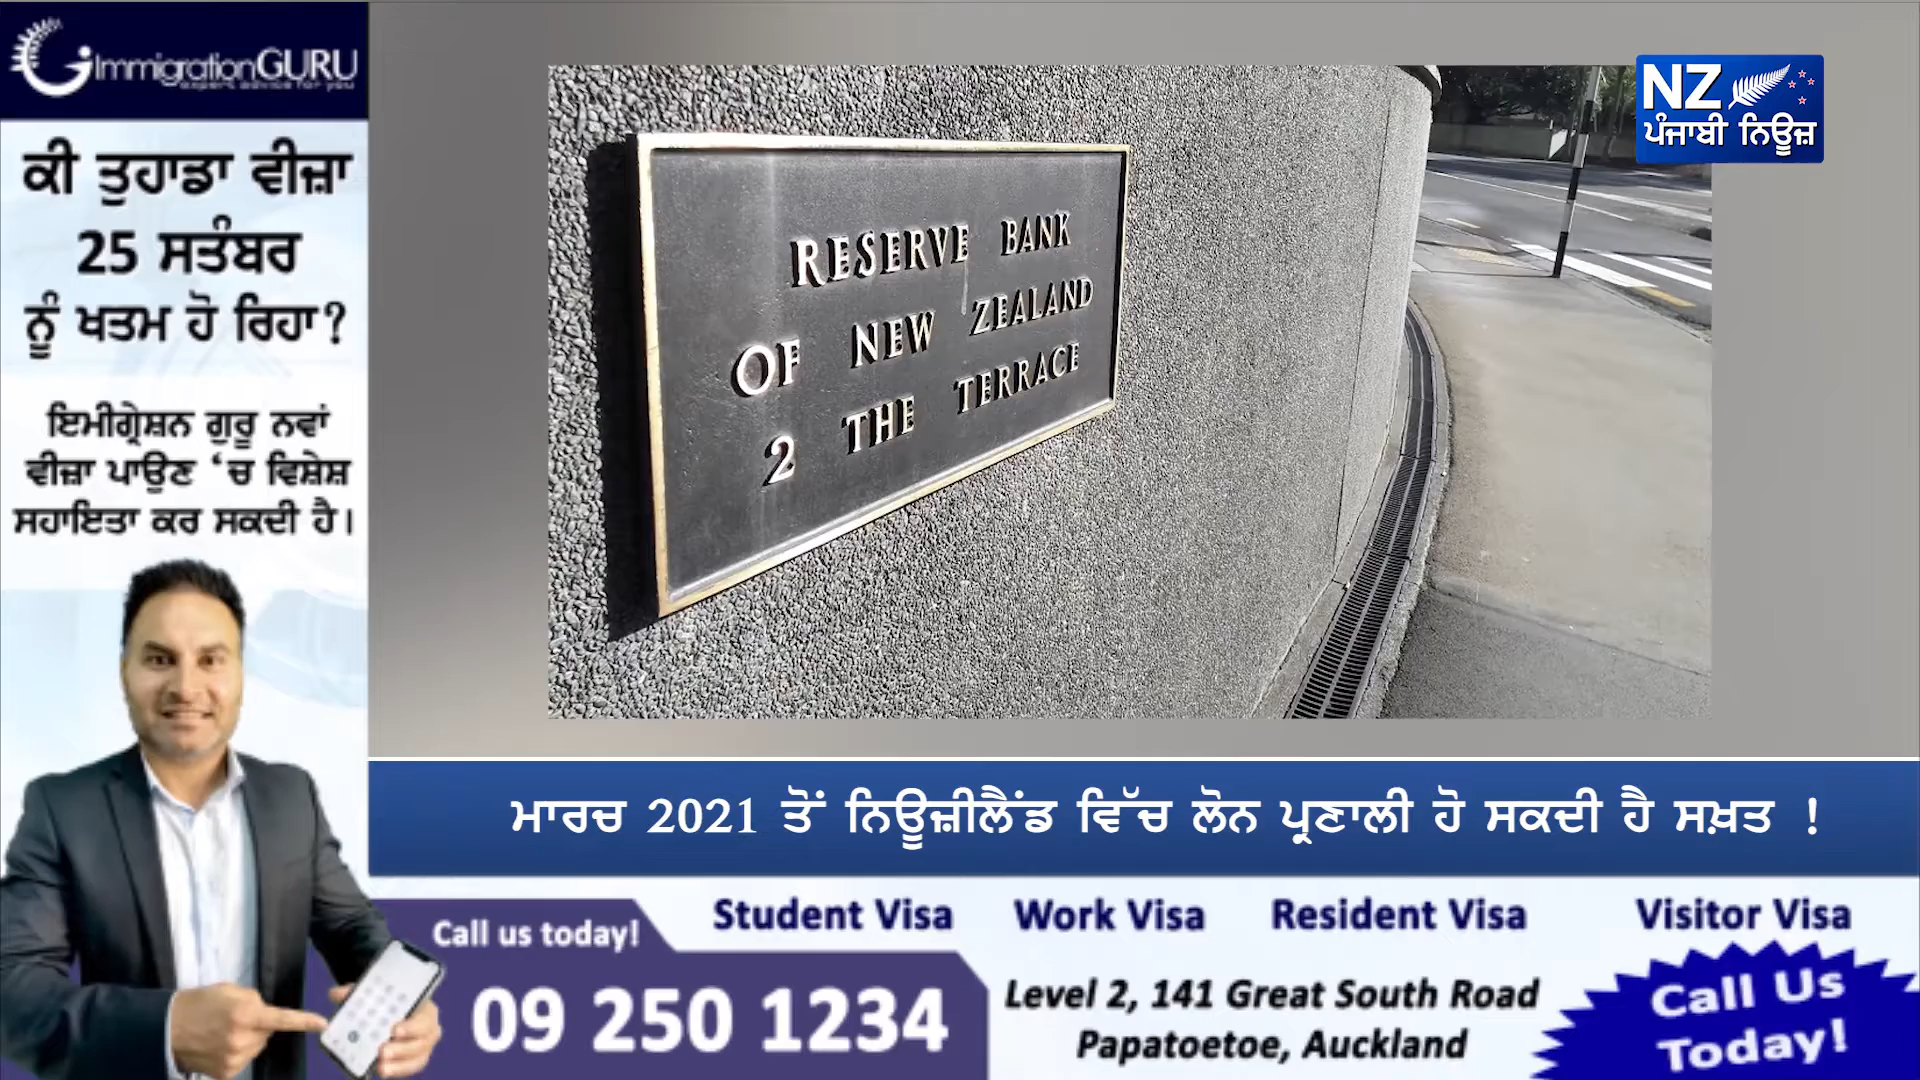 ImmigrationGURU
expert advice for you
ਕੀ ਤੁਹਾਡਾ ਵੀਜ਼ਾ
25 ਸਤੰਬਰ
ਨੂੰ ਖਤਮ ਹੋ ਰਿਹਾ?
ਇਮੀਗ੍ਰੇਸ਼ਨ ਗੁਰੂ ਨਵਾਂ
ਵੀਜ਼ਾ ਪਾਉਣ ‘ਚ ਵਿਸ਼ੇਸ਼
ਸਹਾਇਤਾ ਕਰ ਸਕਦੀ ਹੈ।
NZ
ਪੰਜਾਬੀ ਨਿਊਜ਼
RESERVE BANK
OF NEW ZEALAND
2 THE TERRACE
ਮਾਰਚ 2021 ਤੋਂ ਨਿਊਜ਼ੀਲੈਂਡ ਵਿੱਚ ਲੋਨ ਪ੍ਰਣਾਲੀ ਹੋ ਸਕਦੀ ਹੈ ਸਖ਼ਤ !
Student Visa Work Visa Resident Visa Visitor Visa
Call us today!
09 250 1234
Level 2, 141 Great South Road
Papatoetoe, Auckland
Call Us
Today!